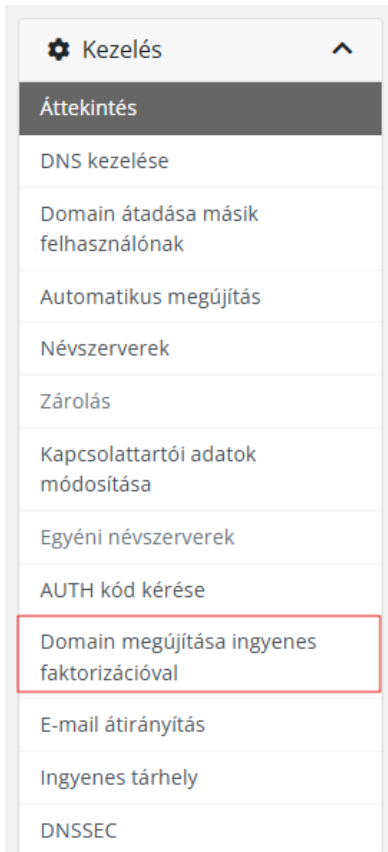 Kezelés
Áttekintés
DNS kezelése
Domain átadása másik
felhasználónak
Automatikus megújítás
Névszerverek
Zárolás
Kapcsolattartói adatok
módosítása
Egyéni névszerverek
AUTH kód kérése
Domain megújítása ingyenes
faktorizációval
E-mail átirányítás
Ingyenes tárhely
DNSSEC